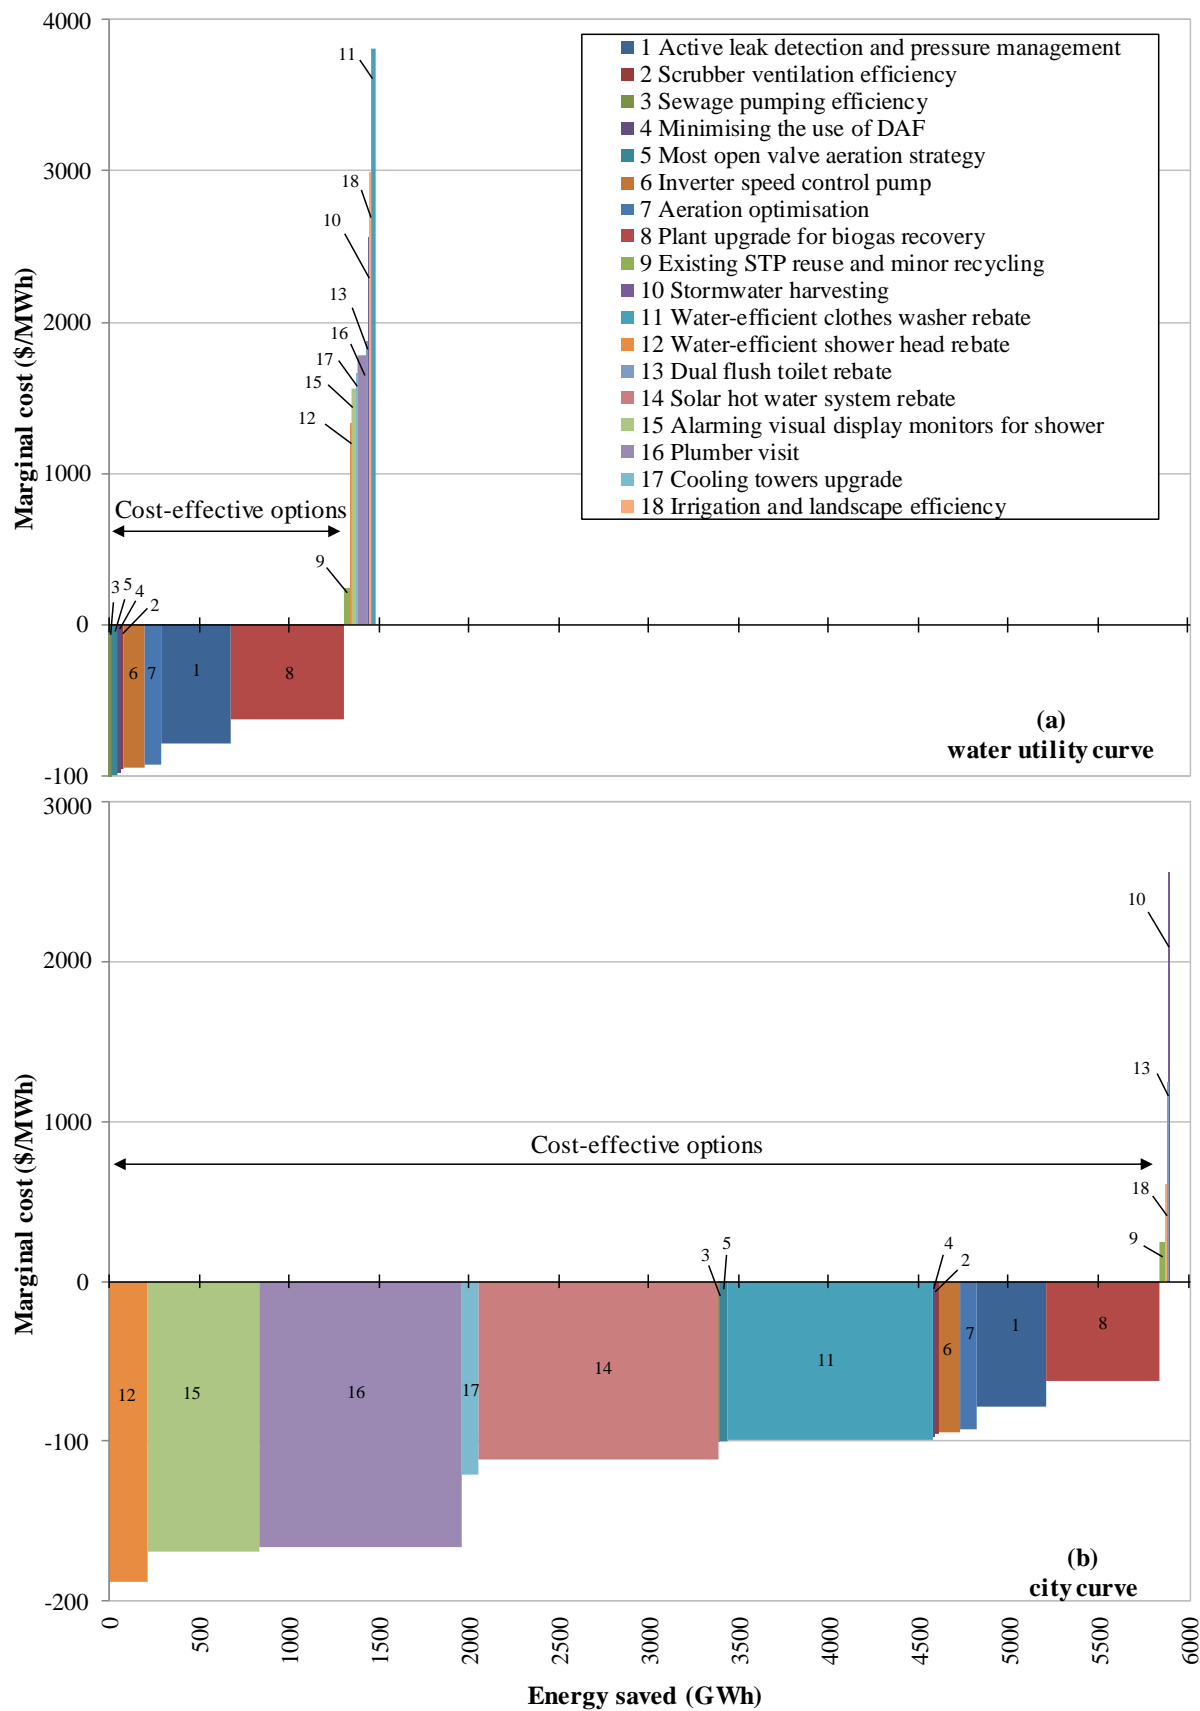 4000
3000
2000
1000
0
-100
Marginal cost ($/MWh)
1 Active leak detection and pressure management
2 Scrubber ventilation efficiency
3 Sewage pumping efficiency
4 Minimising the use of DAF
5 Most open valve aeration strategy
6 Inverter speed control pump
7 Aeration optimisation
8 Plant upgrade for biogas recovery
9 Existing STP reuse and minor recycling
10 Stormwater harvesting
11 Water-efficient clothes washer rebate
12 Water-efficient shower head rebate
13 Dual flush toilet rebate
14 Solar hot water system rebate
15 Alarming visual display monitors for shower
16 Plumber visit
17 Cooling towers upgrade
18 Irrigation and landscape efficiency
11
18
10
13
16
17
15
12
Cost-effective options
9
3
5
4
2
6
7
1
8
(a)
water utility curve
3000
2000
1000
0
-100
-200
Marginal cost ($/MWh)
10
13
Cost-effective options
18
9
3
5
4
2
12
15
16
17
14
11
6
7
1
8
(b)
city curve
0
500
1000
1500
2000
2500
3000
3500
4000
4500
5000
5500
6000
Energy saved (GWh)